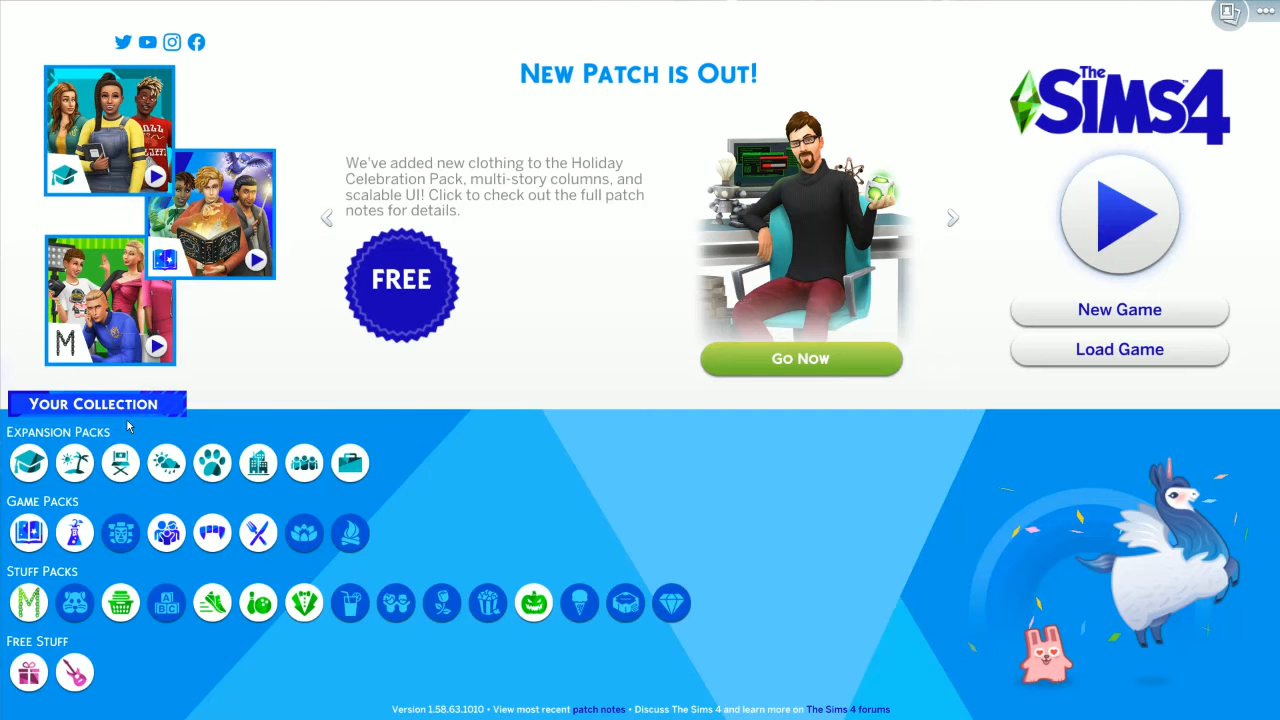 New Patch is Out!
The
SiMS4
We've added new clothing to the Holiday
Celebration Pack, multi-story columns, and
scalable UI! Click to check out the full patch
notes for details.
FREE
Go Now
New Game
Load Game
M
Your Collection
Expansion Packs
Game Packs
Stuff Packs
M
A
B C
Free Stuff
Version 1.58.63.1010 • View most recent patch notes • Discuss The Sims 4 and learn more on The Sims 4 forums